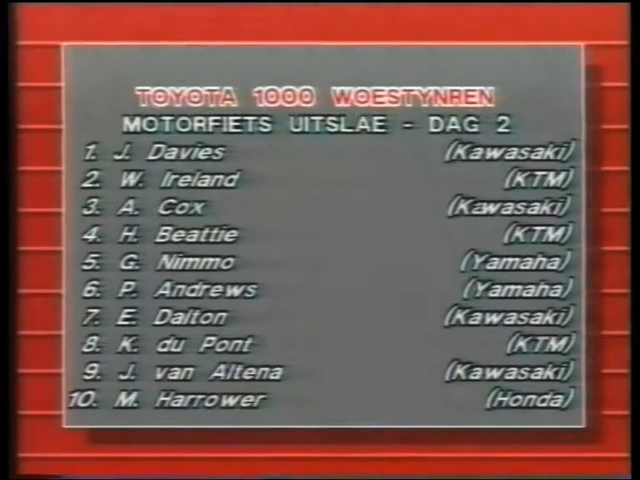 TOYOTA 1000 WOESTYNREN
MOTORFIETS UITSLAE - DAG 2
1. J. Davies (Kawasaki)
2. W. Ireland (KTM)
3. A. Cox (Kawasaki)
4. H. Beattie (KTM)
5. G. Nimmo (Yamaha)
6. P. Andrews (Yamaha)
7. E. Dalton (Kawasaki)
8. K. du Pont (KTM)
9. J. van Altena (Kawasaki)
10. M. Harrower (Honda)